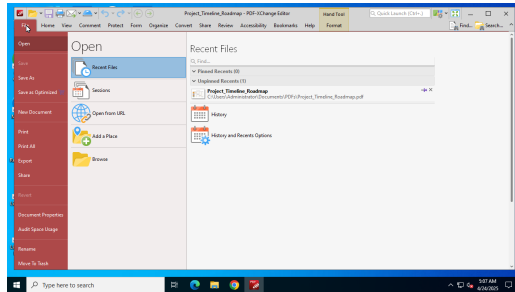 Project_Timeline_Roadmap - PDF-XChange Editor
Hand Tool
Quick Launch (Ctrl+.)
File Home View Comment Protect Form Organize Convert Share Review Accessibility Bookmarks Help Format
Find...
Search...
Open
Save
Save As
Save as Optimized
New Document
Print
Print All
Export
Share
Revert
Document Properties
Audit Space Usage
Rename
Move To Trash
Open
Recent Files
Sessions
Open from URL
Add a Place
Browse
Recent Files
Find...
Pinned Recents (0)
Unpinned Recents (1)
Project_Timeline_Roadmap
C:\Users\Administrator\Documents\PDFs\Project_Timeline_Roadmap.pdf
History
History and Recents Options
Type here to search
5:07 AM
4/24/2025